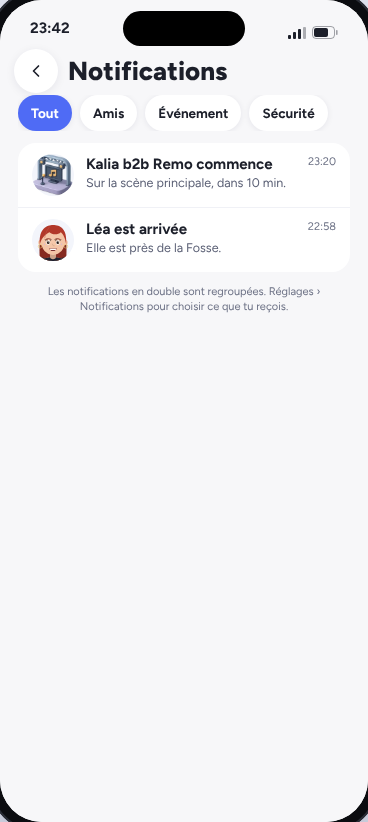 23:42
Notifications
Tout
Amis
Événement
Sécurité
Kalia b2b Remo commence
23:20
Sur la scène principale, dans 10 min.
Léa est arrivée
22:58
Elle est près de la Fosse.
Les notifications en double sont regroupées. Réglages ›
Notifications pour choisir ce que tu reçois.